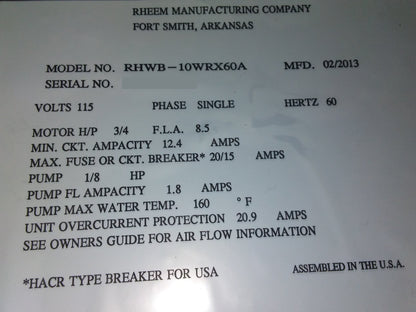 RHEEM MANUFACTURING COMPANY
FORT SMITH, ARKANSAS
MODEL NO. RHWB-10WRX60A MFD. 02/2013
SERIAL NO.
VOLTS 115 PHASE SINGLE HERTZ 60
MOTOR H/P 3/4 F.L.A. 8.5
MIN. CKT. AMPACITY 12.4 AMPS
MAX. FUSE OR CKT. BREAKER* 20/15 AMPS
PUMP 1/8 HP
PUMP FL AMPACITY 1.8 AMPS
PUMP MAX WATER TEMP. 160 ° F
UNIT OVERCURRENT PROTECTION 20.9 AMPS
SEE OWNERS GUIDE FOR AIR FLOW INFORMATION
*HACR TYPE BREAKER FOR USA ASSEMBLED IN THE U.S.A.